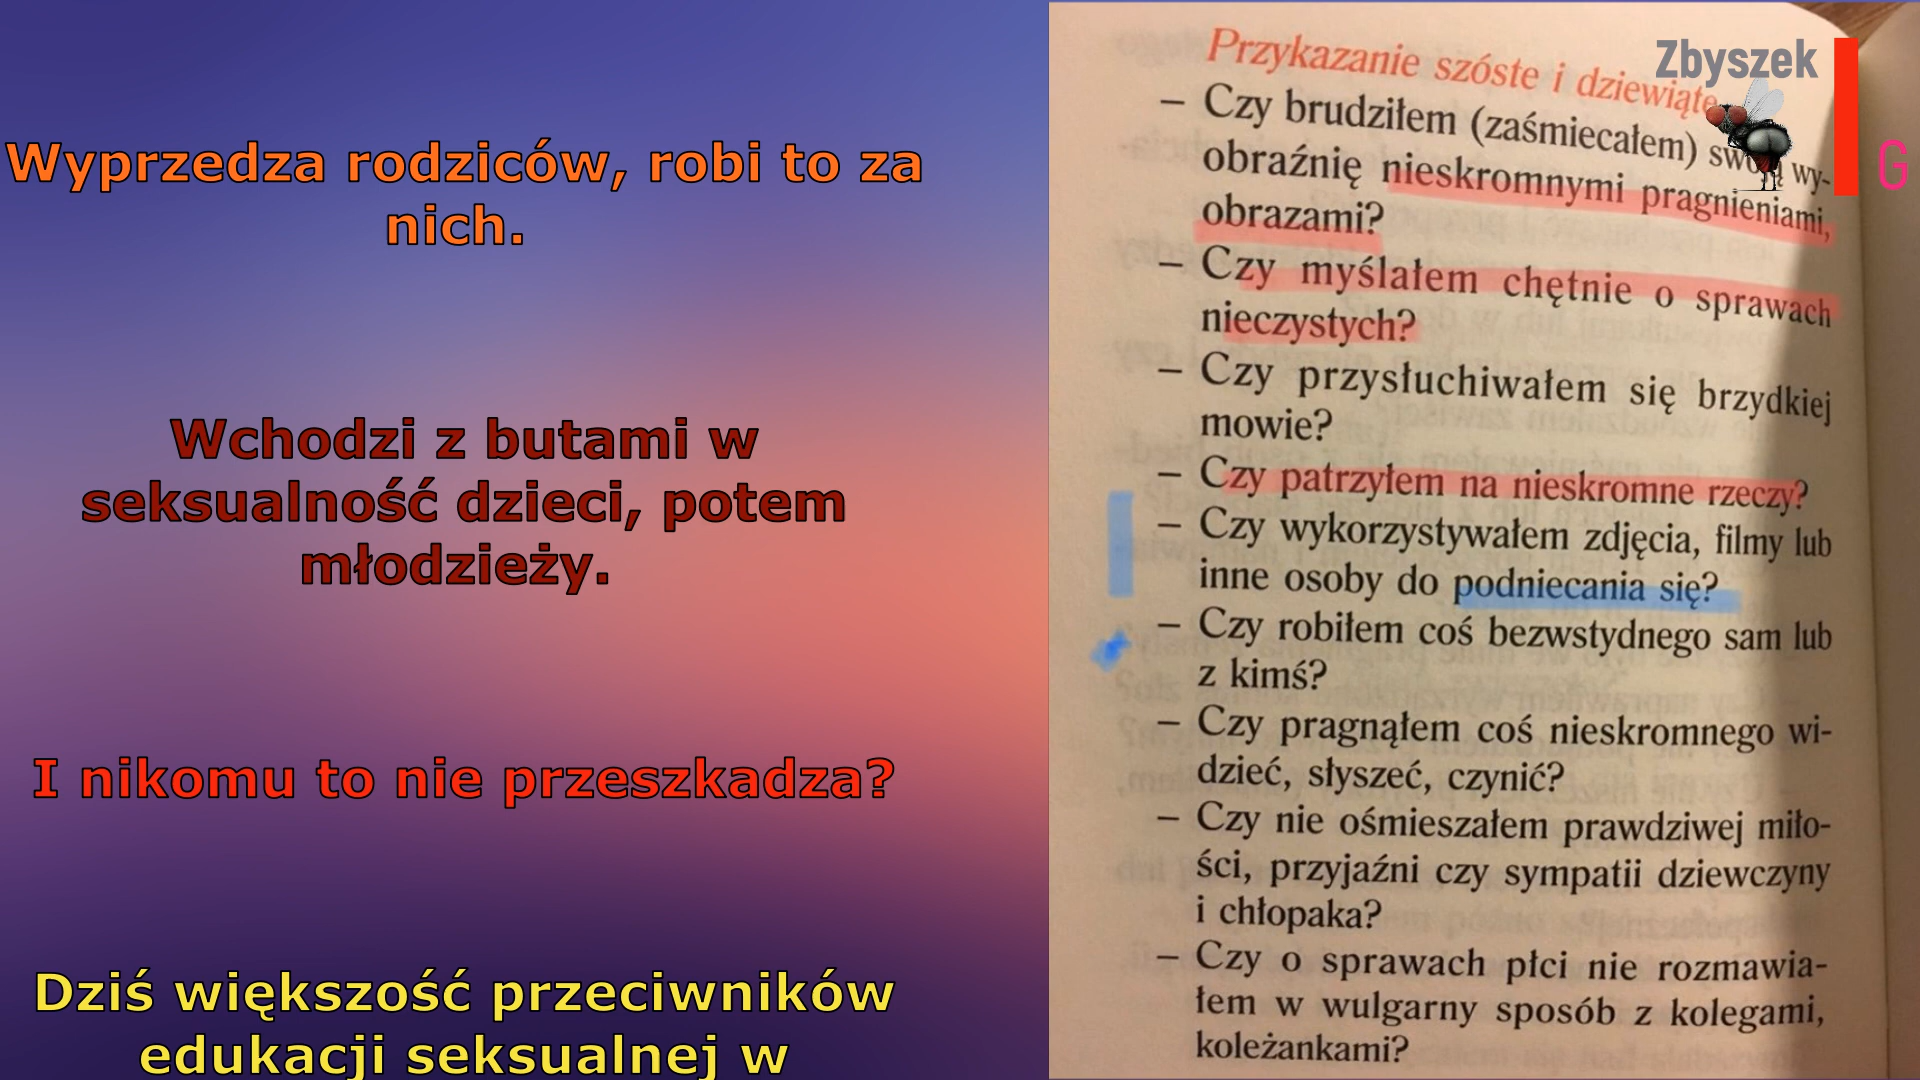 Wyprzedza rodziców, robi to za
nich.
Wchodzi z butami w
seksualność dzieci, potem
młodzieży.
I nikomu to nie przeszkadza?
Dziś większość przeciwników
edukacji seksualnej w
Zbyszek
G
Przykazanie szóste i dziewiąte
– Czy brudziłem (zaśmiecałem) swoją wy-
obraźnię nieskromnymi pragnieniami,
obrazami?
– Czy myślałem chętnie o sprawach
nieczystych?
– Czy przysłuchiwałem się brzydkiej
mowie?
– Czy patrzyłem na nieskromne rzeczy?
– Czy wykorzystywałem zdjęcia, filmy lub
inne osoby do podniecania się?
– Czy robiłem coś bezwstydnego sam lub
z kimś?
– Czy pragnąłem coś nieskromnego wi-
dzieć, słyszeć, czynić?
– Czy nie ośmieszałem prawdziwej miło-
ści, przyjaźni czy sympatii dziewczyny
i chłopaka?
– Czy o sprawach płci nie rozmawia-
łem w wulgarny sposób z kolegami,
koleżankami?